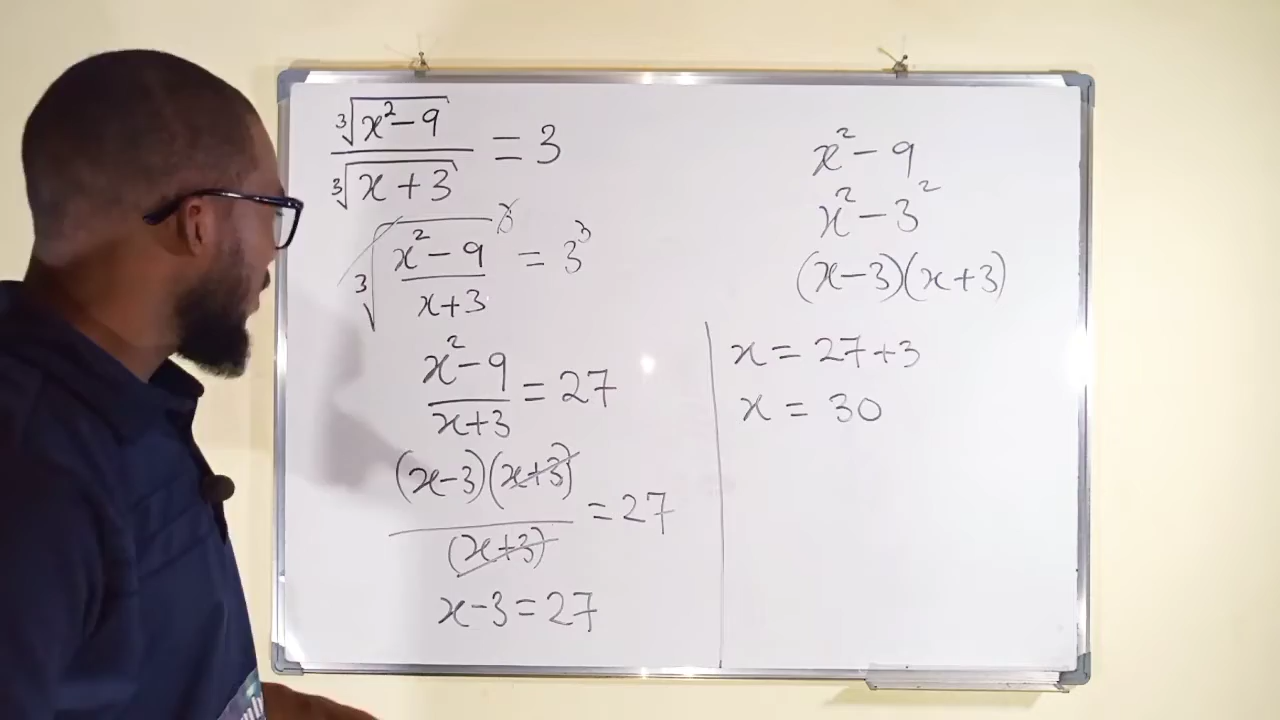 ∛(x²-9) / ∛(x+3) = 3
∛((x²-9)/(x+3))³ = 3³
(x²-9)/(x+3) = 27
(x-3)(x+3)/(x+3) = 27
x-3=27
x²-9
x²-3²
(x-3)(x+3)
x=27+3
x=30